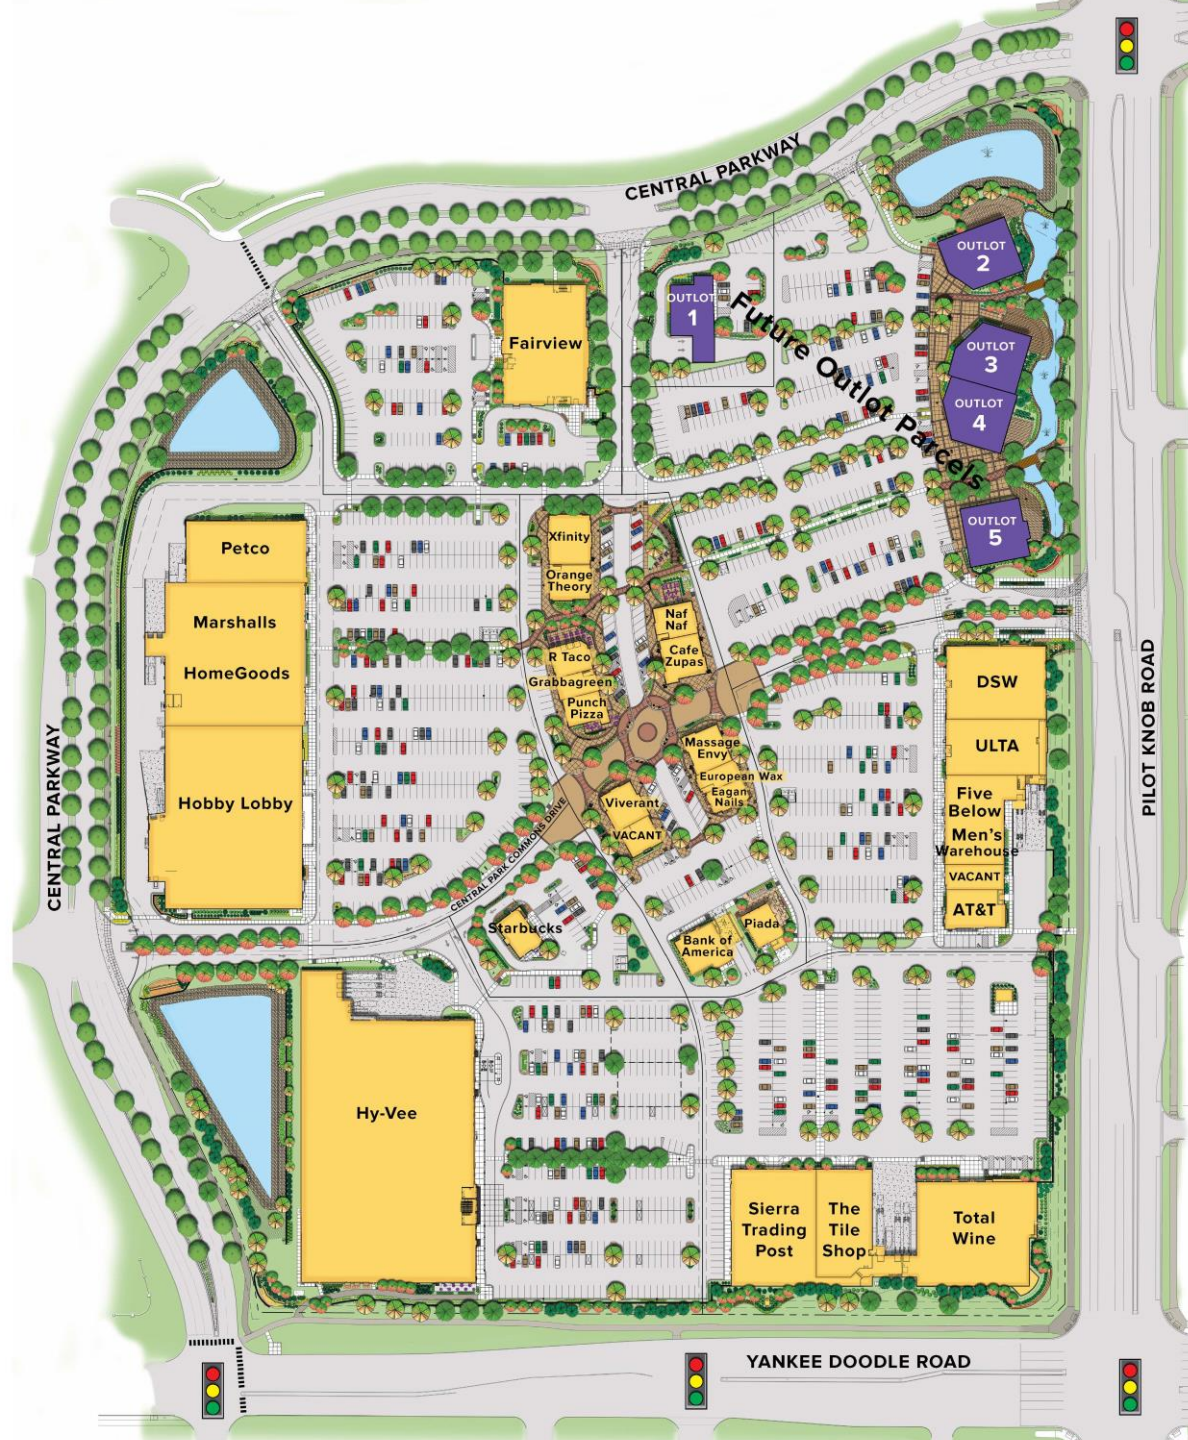 CENTRAL PARKWAY
OUTLOT
2
OUTLOT
1
Future Outlot Parcels
Fairview
OUTLOT
3
OUTLOT
4
OUTLOT
5
Petco
Xfinity
Orange
Theory
Marshalls
HomeGoods
Naf
Naf
Cafe
Zupas
R Taco
Grabbagreen
Punch
Pizza
DSW
ULTA
PILOT KNOB ROAD
Massage
Envy
European Wax
Eagan
Nails
Hobby Lobby
Viverant
VACANT
Five
Below
Men's
Warehouse
VACANT
AT&T
CENTRAL PARKWAY
CENTRAL PARK COMMONS DRIVE
Starbucks
Piada
Bank of
America
Hy-Vee
Sierra
Trading
Post
The
Tile
Shop
Total
Wine
YANKEE DOODLE ROAD